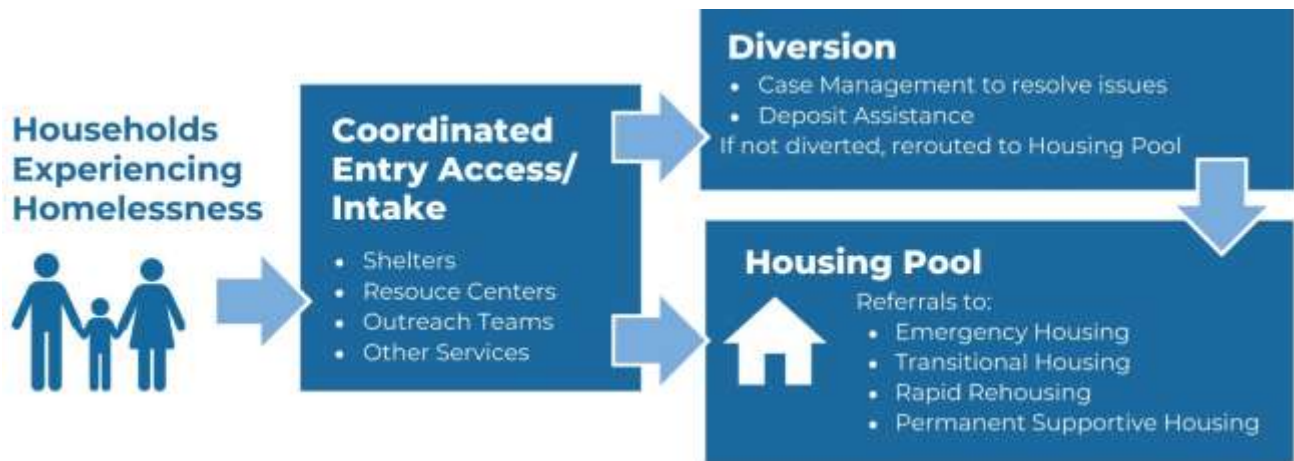 Households
Experiencing
Homelessness
Coordinated
Entry Access/
Intake
• Shelters
• Resouce Centers
• Outreach Teams
• Other Services
Diversion
• Case Management to resolve issues
• Deposit Assistance
If not diverted, rerouted to Housing Pool
Housing Pool
Referrals to:
• Emergency Housing
• Transitional Housing
• Rapid Rehousing
• Permanent Supportive Housing